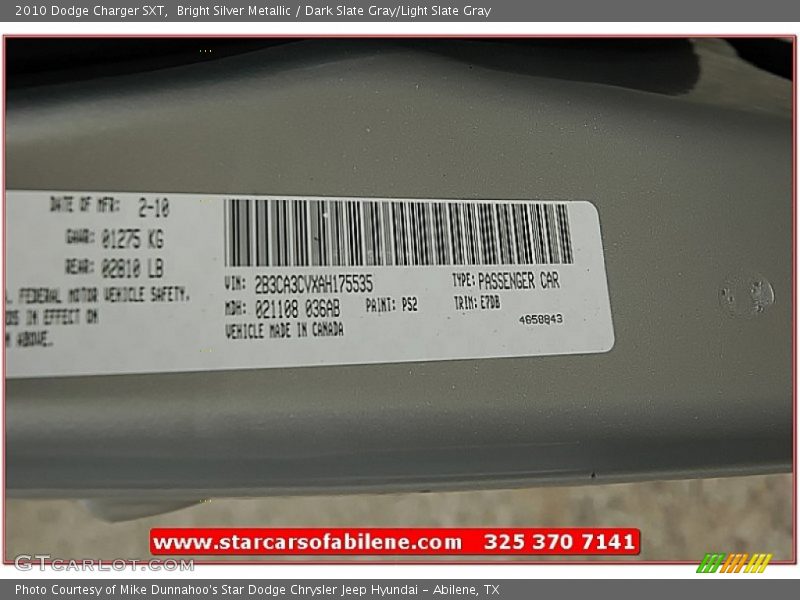 2010 Dodge Charger SXT, Bright Silver Metallic / Dark Slate Gray/Light Slate Gray
DATE OF MFR: 2-10
GAWR: 01275 KG
REAR: 02810 LB
. FEDERAL MOTOR VEHICLE SAFETY.
DS IN EFFECT ON
ABOVE.
VIN: 2B3CA3CVXAH175535
TYPE: PASSENGER CAR
MDH: 021108 036AB
PAINT: PS2
TRIM: E7DB
VEHICLE MADE IN CANADA
4658843
www.starcarsofabilene.com 325 370 7141
GTCarLot.com
Photo Courtesy of Mike Dunnahoo's Star Dodge Chrysler Jeep Hyundai - Abilene, TX